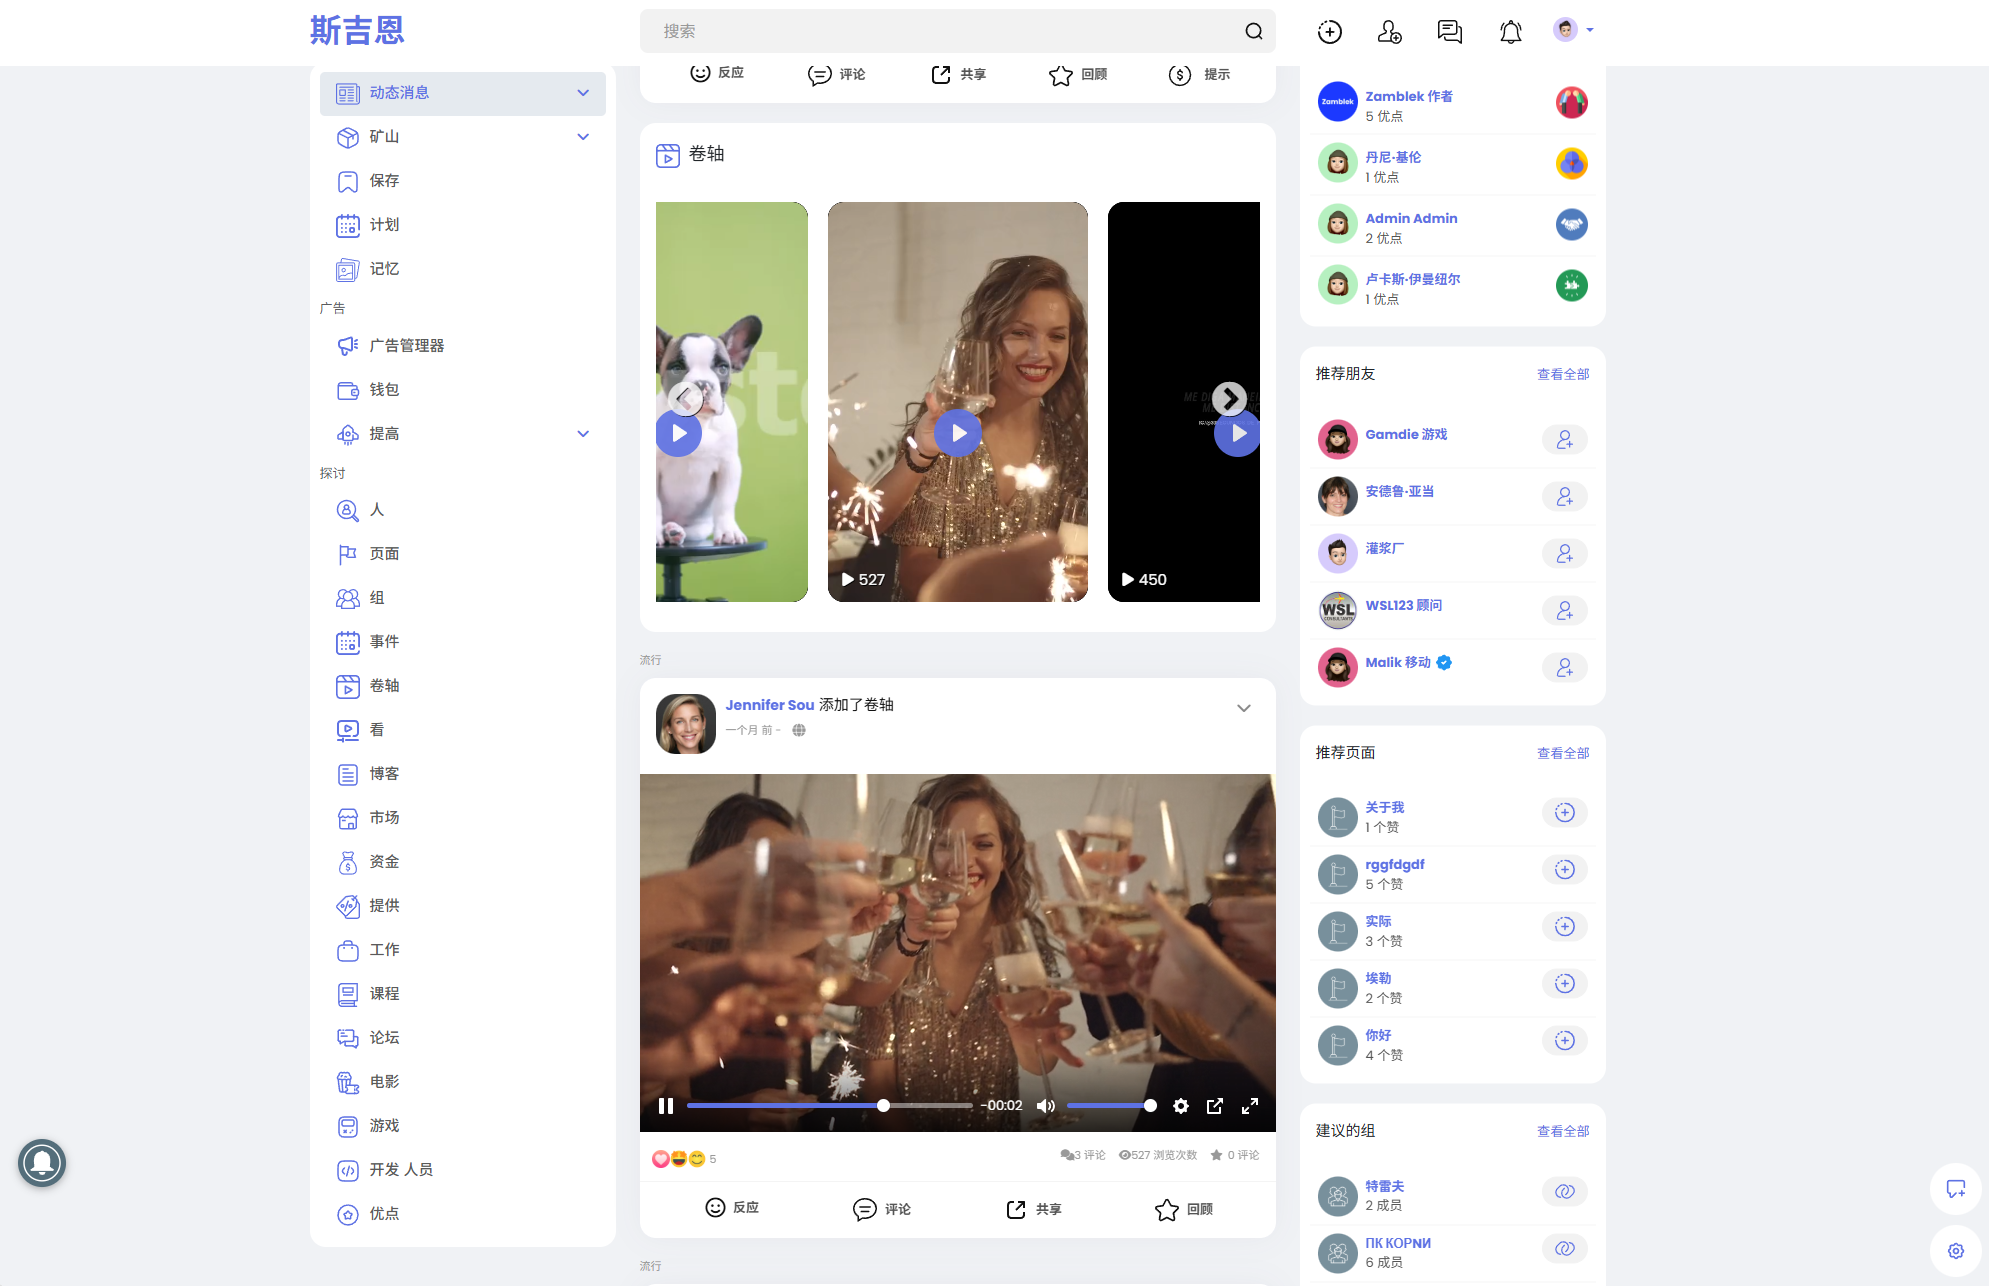 斯吉恩
搜索
动态消息
矿山
保存
计划
记忆
广告
广告管理器
钱包
提高
探讨
人
页面
组
事件
卷轴
看
博客
市场
资金
提供
工作
课程
论坛
电影
游戏
开发 人员
优点
反应 评论 共享 回顾 提示
卷轴
527
450
流行
Jennifer Sou 添加了卷轴
一个月 前 -
-00:02
5
3 评论 527 浏览次数 0 评论
反应 评论 共享 回顾
流行
Zamblek
Zamblek 作者
5 优点
丹尼·基伦
1 优点
Admin Admin
2 优点
卢卡斯·伊曼纽尔
1 优点
推荐朋友 查看全部
Gamdie 游戏
安德鲁·亚当
灌浆厂
WSL
WSL123 顾问
Malik 移动
推荐页面 查看全部
关于我
1 个赞
rggfdgdf
5 个赞
实际
3 个赞
埃勒
2 个赞
你好
4 个赞
建议的组 查看全部
特雷夫
2 成员
ПК КОРNИ
6 成员